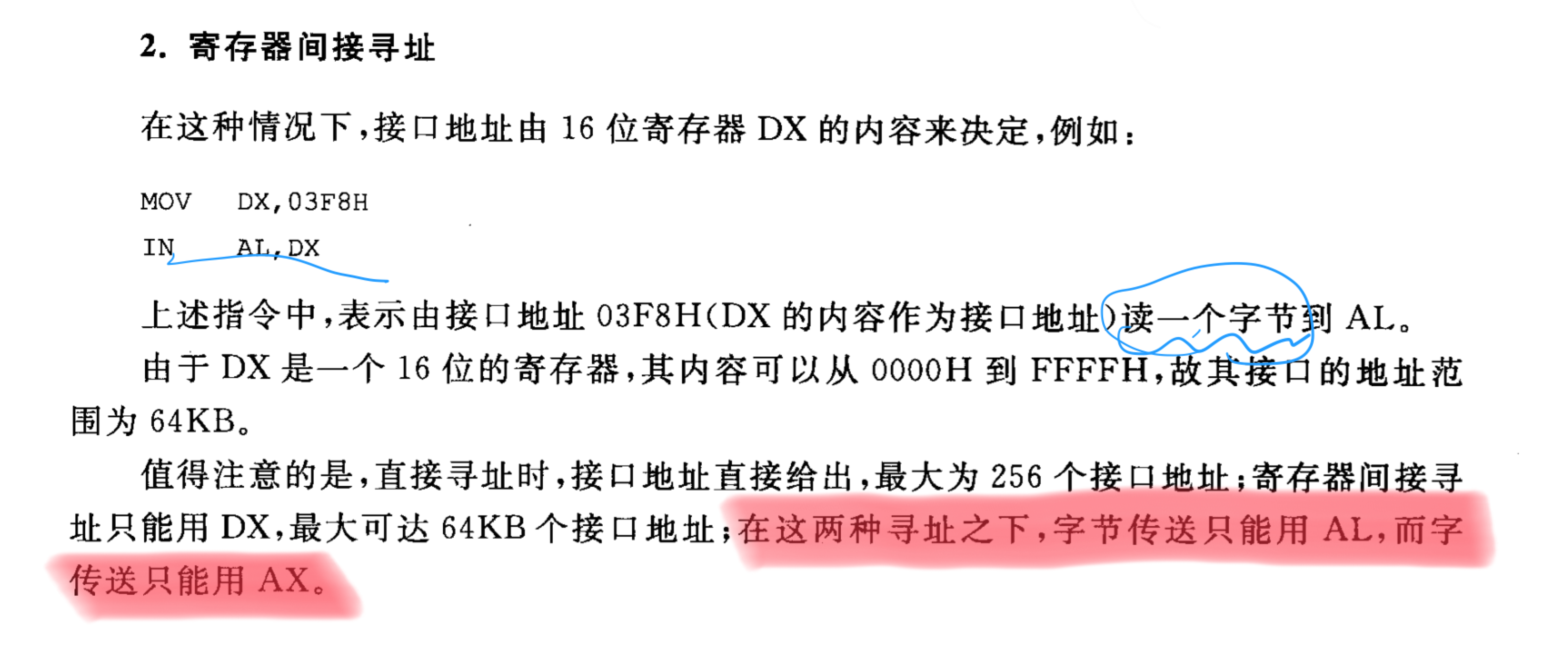 2. 寄存器间接寻址
在这种情况下,接口地址由 16 位寄存器 DX 的内容来决定,例如:
MOV DX,03F8H
IN AL,DX
上述指令中,表示由接口地址 03F8H(DX 的内容作为接口地址)读一个字节到 AL。
由于 DX 是一个 16 位的寄存器,其内容可以从 0000H 到 FFFFH,故其接口的地址范
围为 64KB。
值得注意的是,直接寻址时,接口地址直接给出,最大为 256 个接口地址;寄存器间接寻
址只能用 DX,最大可达 64KB 个接口地址;在这两种寻址之下,字节传送只能用 AL,而字
传送只能用 AX。